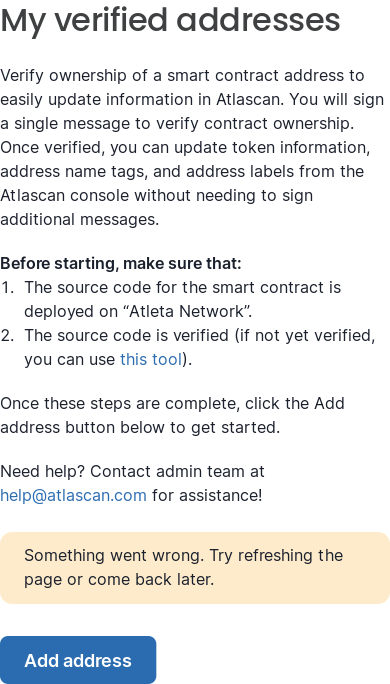 My verified addresses
Verify ownership of a smart contract address to
easily update information in Atlascan. You will sign
a single message to verify contract ownership.
Once verified, you can update token information,
address name tags, and address labels from the
Atlascan console without needing to sign
additional messages.
Before starting, make sure that:
1. The source code for the smart contract is
deployed on “Atleta Network”.
2. The source code is verified (if not yet verified,
you can use this tool).
Once these steps are complete, click the Add
address button below to get started.
Need help? Contact admin team at
help@atlascan.com for assistance!
Something went wrong. Try refreshing the
page or come back later.
Add address